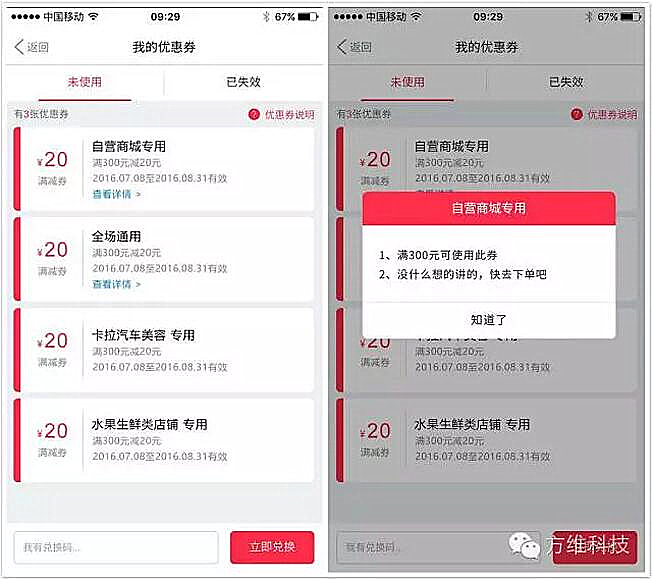 中国移动 09:29 67%
返回 我的优惠券
未使用 已失效
有3张优惠券 ? 优惠券说明
¥20 满减券
自营商城专用
满300元减20元
2016.07.08至2016.08.31有效
查看详情 >
¥20 满减券
全场通用
满300元减20元
2016.07.08至2016.08.31有效
查看详情 >
¥20 满减券
卡拉汽车美容 专用
满300元减20元
2016.07.08至2016.08.31有效
¥20 满减券
水果生鲜类店铺 专用
满300元减20元
2016.07.08至2016.08.31有效
我有兑换码... 立即兑换
中国移动 09:29 67%
返回 我的优惠券
未使用 已失效
有3张优惠券 ? 优惠券说明
¥20 满减券
自营商城专用
满300元减20元
2016.07.08至2016.08.31有效
自营商城专用
1、满300元可使用此券
2、没什么想的讲的，快去下单吧
知道了
¥20 满减券
卡拉汽车美容 专用
满300元减20元
2016.07.08至2016.08.31有效
¥20 满减券
水果生鲜类店铺 专用
满300元减20元
2016.07.08至2016.08.31有效
我有兑换码...
方维科技